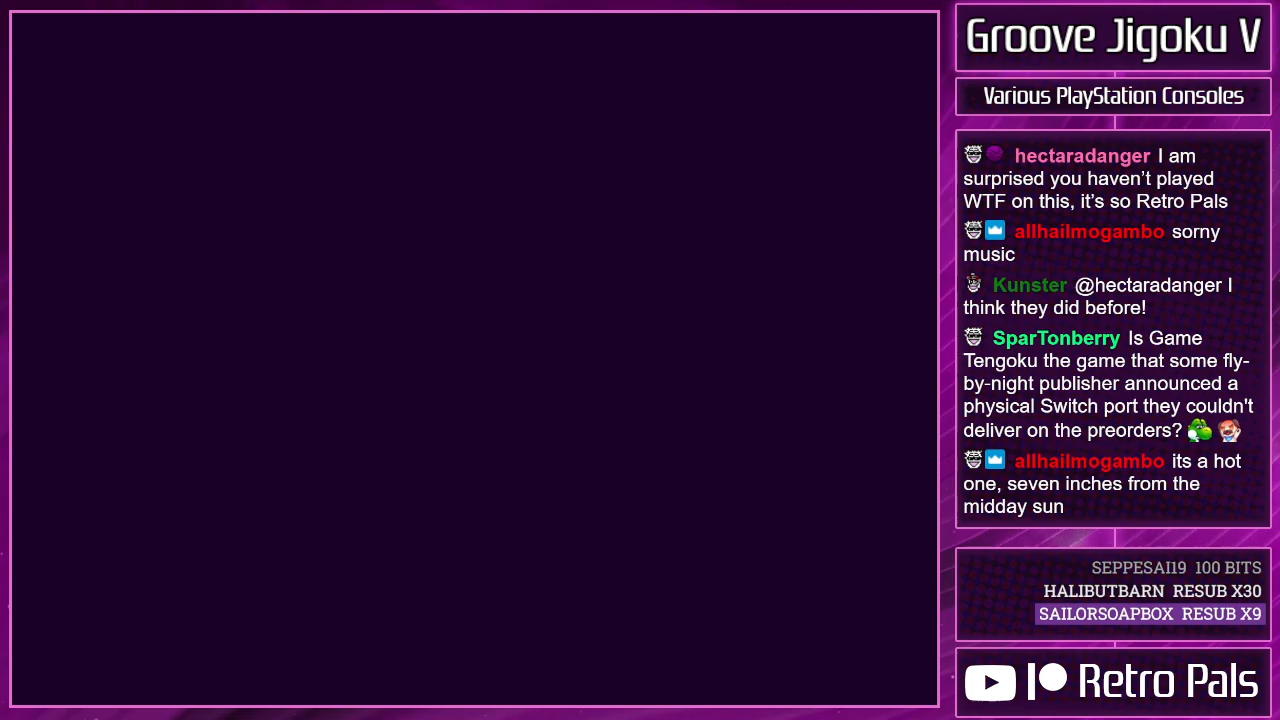 Groove Jigoku V
Various PlayStation Consoles
hectaradanger I am
surprised you haven’t played
WTF on this, it’s so Retro Pals
allhailmogambo sorny
music
Kunster @hectaradanger I
think they did before!
SparTonberry Is Game
Tengoku the game that some fly-
by-night publisher announced a
physical Switch port they couldn't
deliver on the preorders?
allhailmogambo its a hot
one, seven inches from the
midday sun
SEPPESAI19 100 BITS
HALIBUTBARN RESUB X30
SAILORSOAPBOX RESUB X9
Retro Pals